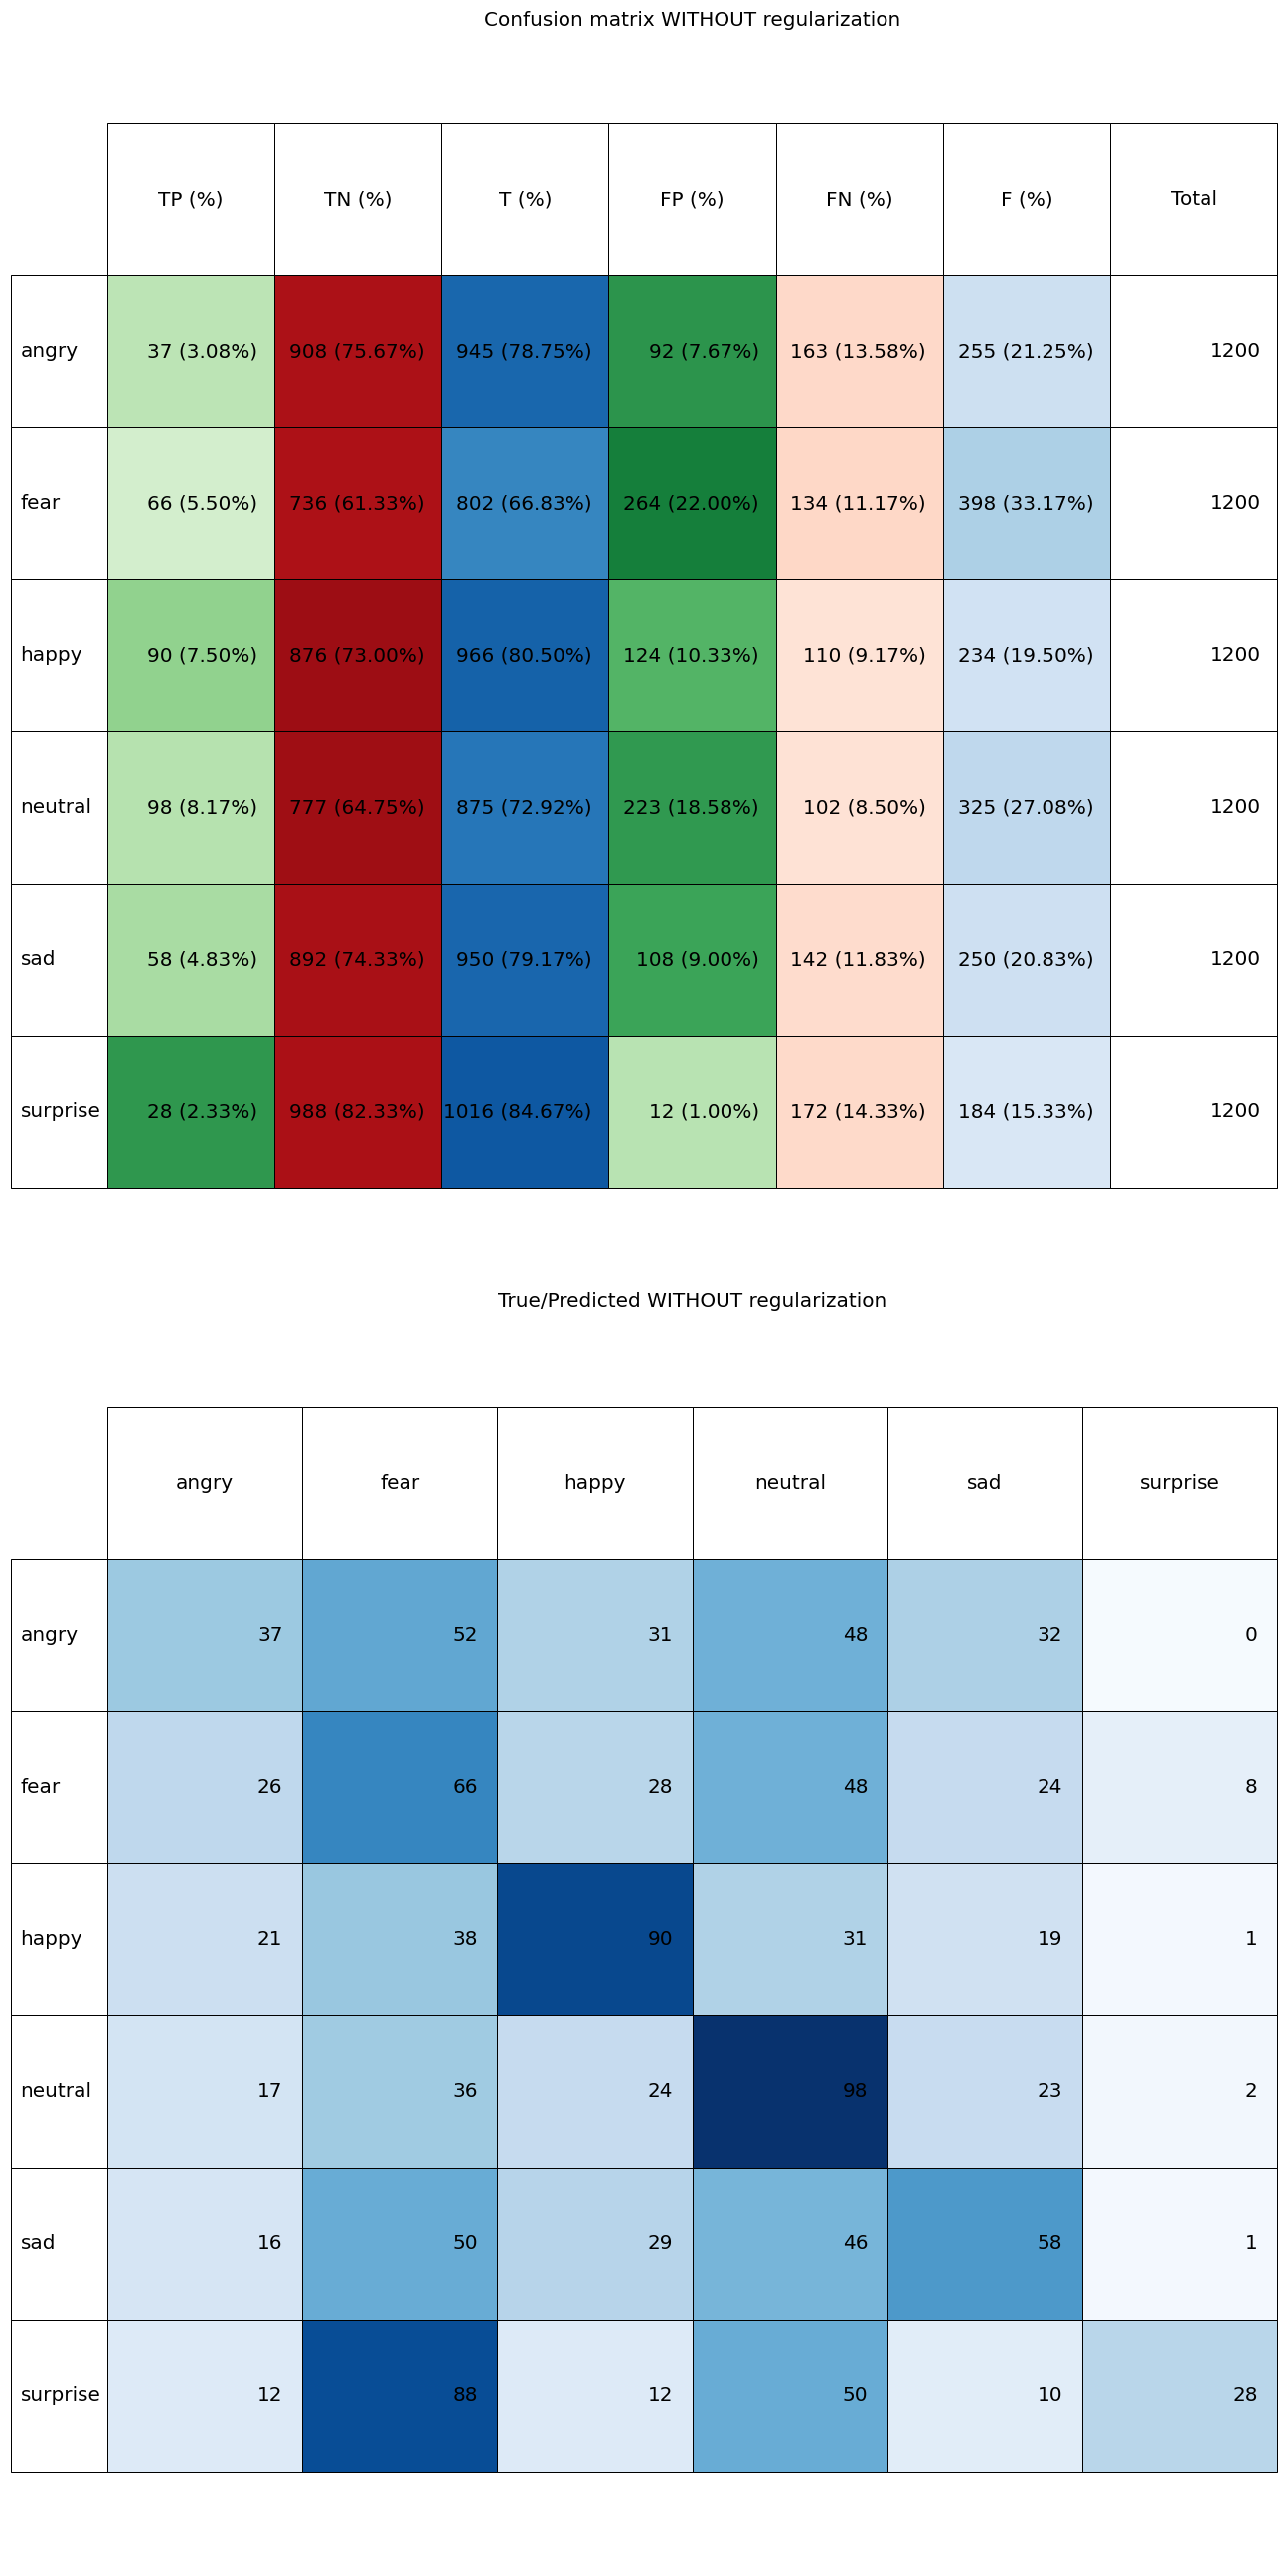 Confusion matrix WITHOUT regularization
TP (%) TN (%) T (%) FP (%) FN (%) F (%) Total
angry 37 (3.08%) 908 (75.67%) 945 (78.75%) 92 (7.67%) 163 (13.58%) 255 (21.25%) 1200
fear 66 (5.50%) 736 (61.33%) 802 (66.83%) 264 (22.00%) 134 (11.17%) 398 (33.17%) 1200
happy 90 (7.50%) 876 (73.00%) 966 (80.50%) 124 (10.33%) 110 (9.17%) 234 (19.50%) 1200
neutral 98 (8.17%) 777 (64.75%) 875 (72.92%) 223 (18.58%) 102 (8.50%) 325 (27.08%) 1200
sad 58 (4.83%) 892 (74.33%) 950 (79.17%) 108 (9.00%) 142 (11.83%) 250 (20.83%) 1200
surprise 28 (2.33%) 988 (82.33%) 1016 (84.67%) 12 (1.00%) 172 (14.33%) 184 (15.33%) 1200
True/Predicted WITHOUT regularization
angry fear happy neutral sad surprise
angry 37 52 31 48 32 0
fear 26 66 28 48 24 8
happy 21 38 90 31 19 1
neutral 17 36 24 98 23 2
sad 16 50 29 46 58 1
surprise 12 88 12 50 10 28